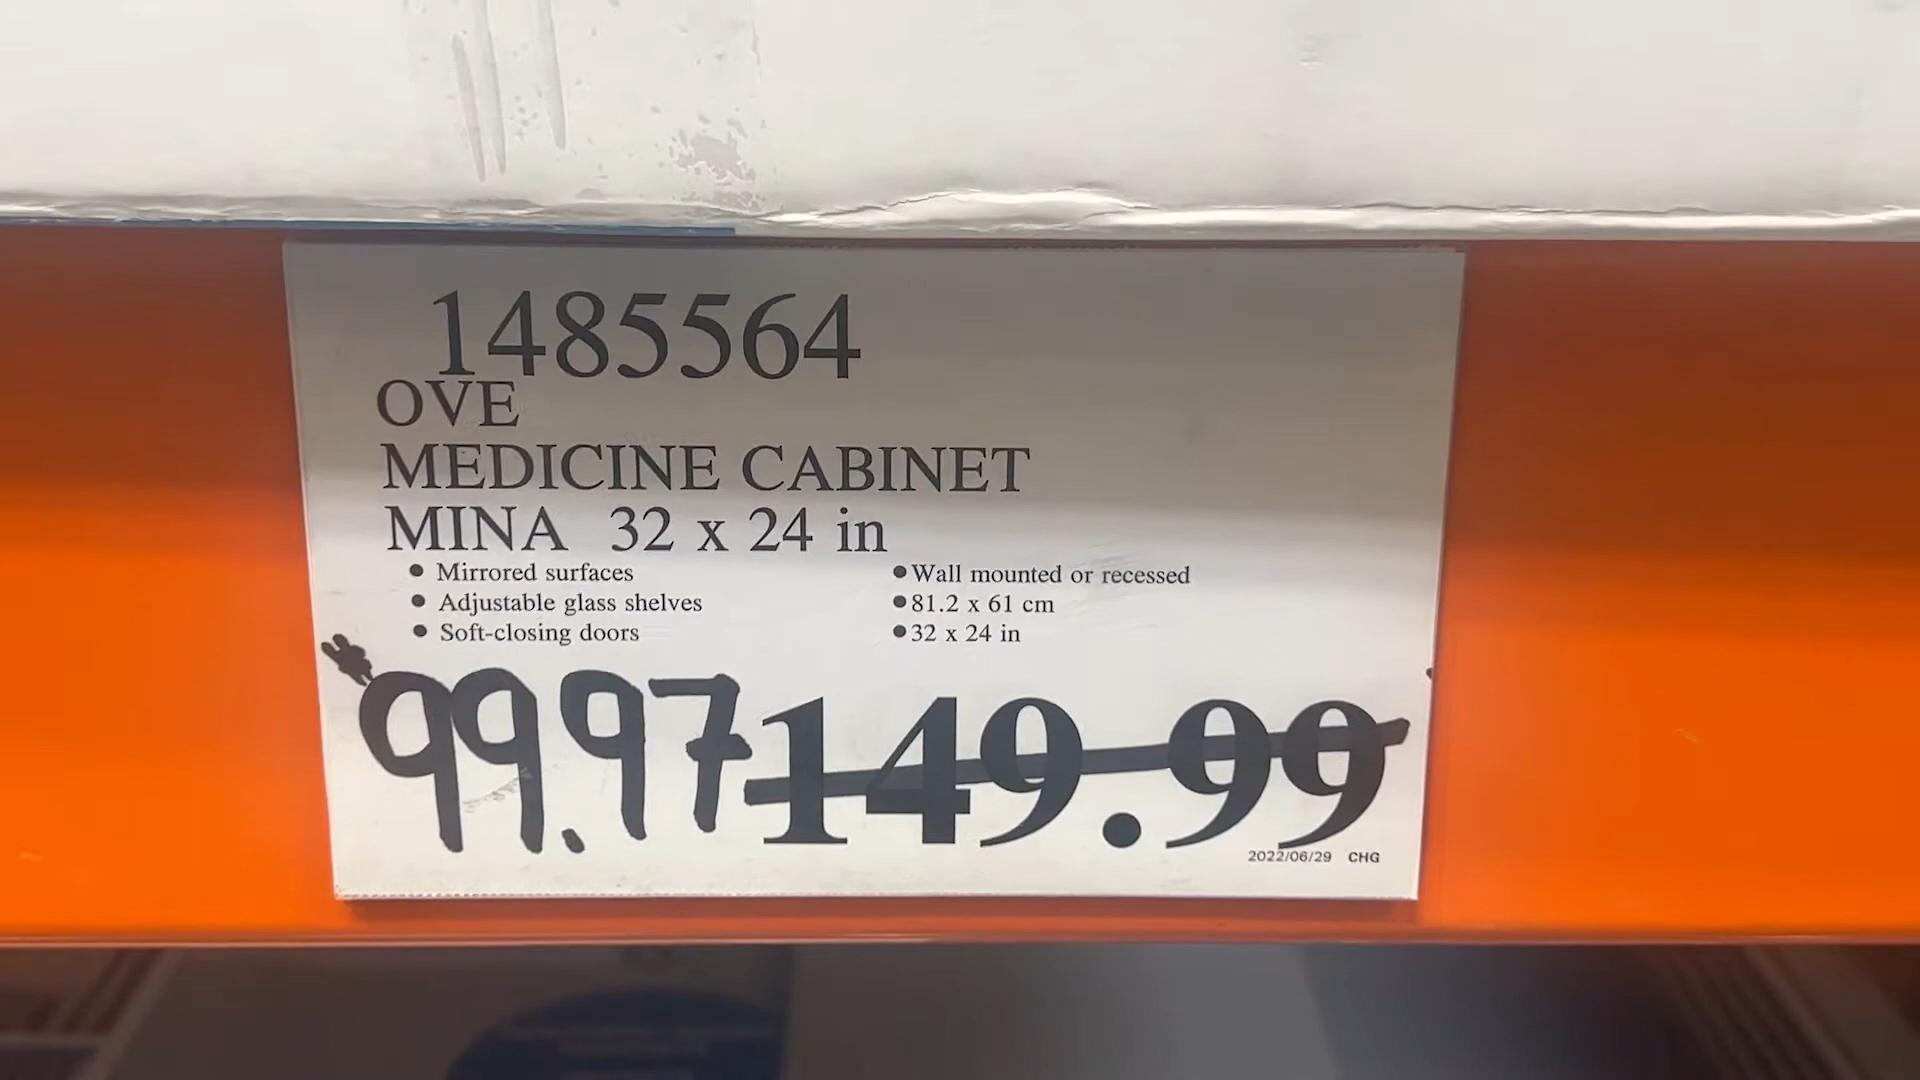 1485564
OVE
MEDICINE CABINET
MINA 32 x 24 in
• Mirrored surfaces
• Adjustable glass shelves
• Soft-closing doors
• Wall mounted or recessed
• 81.2 x 61 cm
• 32 x 24 in
99.97 149.99
2022/06/29 CHG